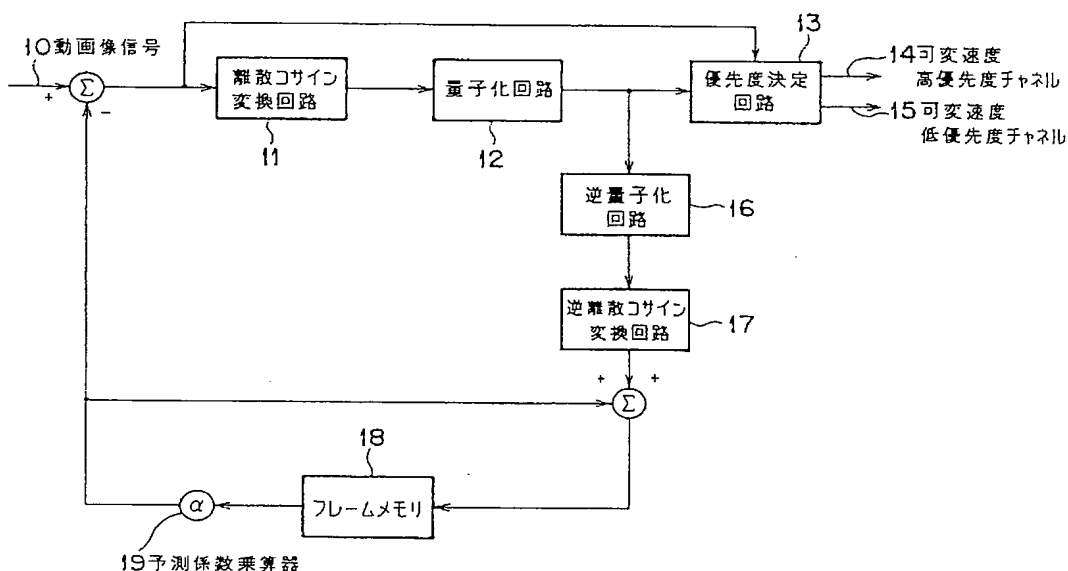 10動画像信号
+
Σ
-
離散コサイン
変換回路
11
量子化回路
12
13
優先度決定
回路
14可変速度
高優先度チャネル
15可変速度
低優先度チャネル
逆量子化
回路
16
逆離散コサイン
変換回路
17
+
+
Σ
18
フレームメモリ
α
19予測係数乗算器